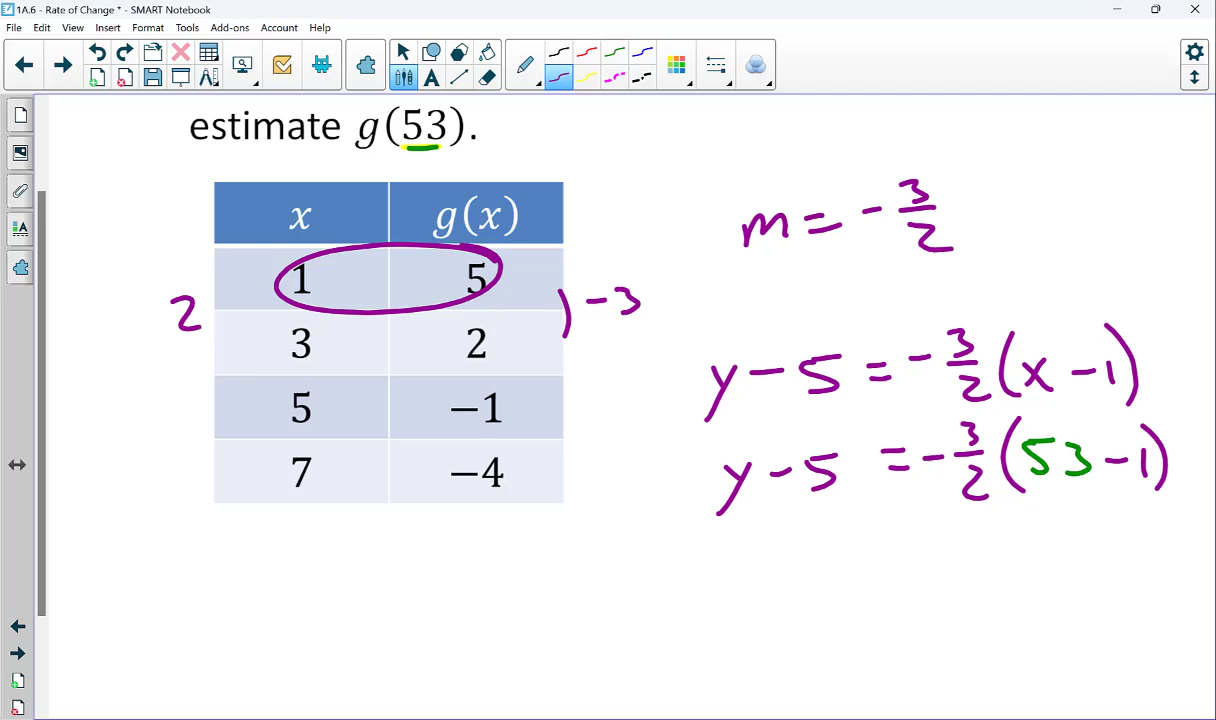 1A.6 - Rate of Change * - SMART Notebook
File Edit View Insert Format Tools Add-ons Account Help
estimate g(53).
x g(x)
1 5
3 2
5 −1
7 −4
2
) −3
m = −3/2
y − 5 = −3/2 (x − 1)
y − 5 = −3/2 (53 − 1)